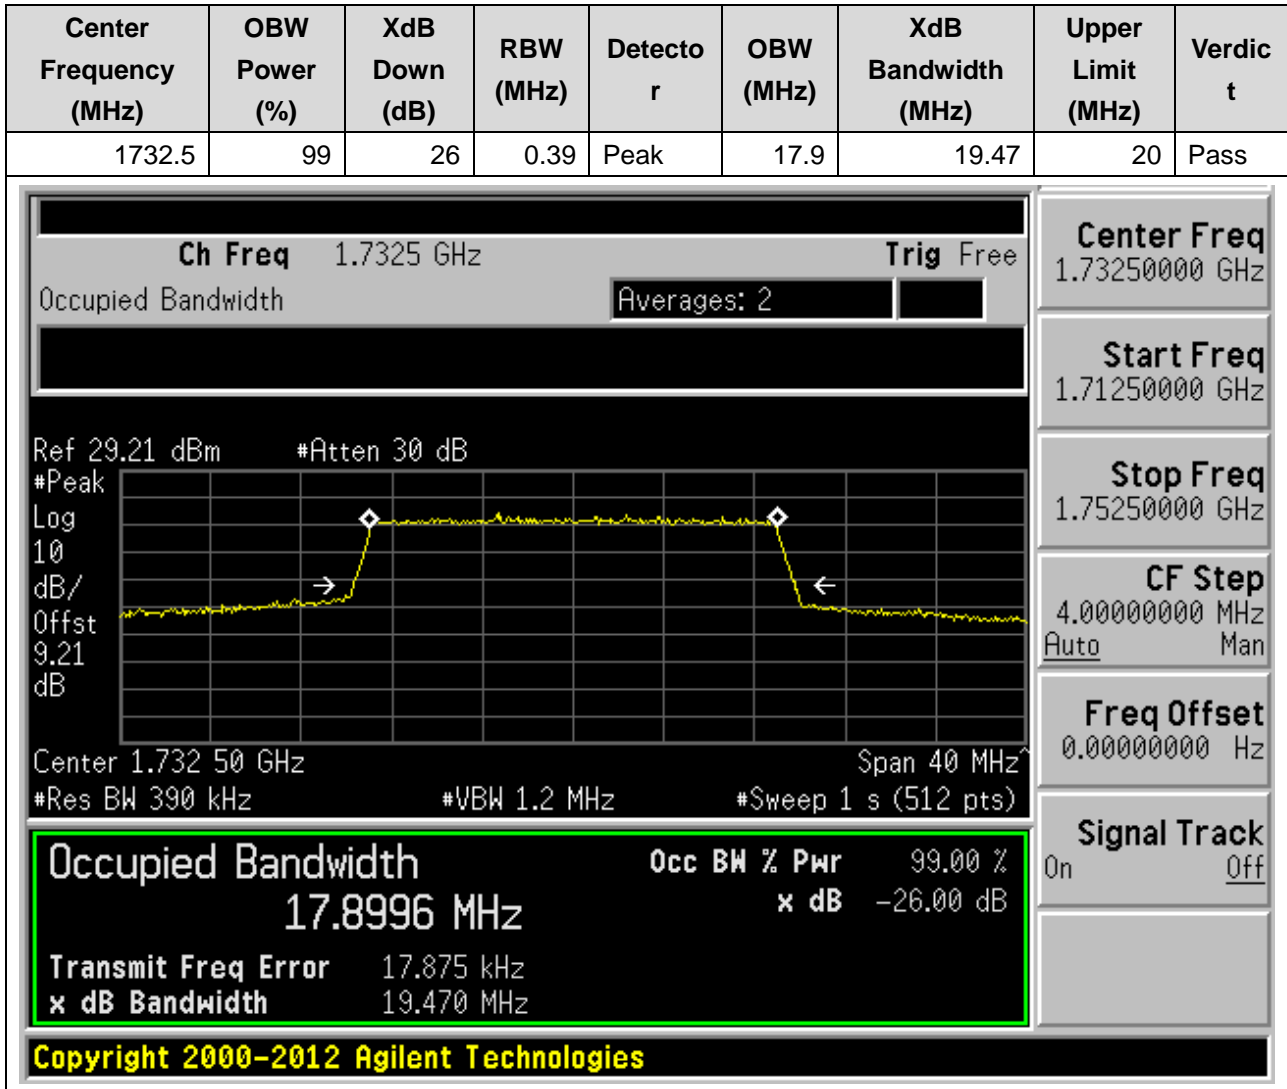 Center Frequency (MHz) OBW Power (%) XdB Down (dB) RBW (MHz) Detecto r OBW (MHz) XdB Bandwidth (MHz) Upper Limit (MHz) Verdic t
1732.5 99 26 0.39 Peak 17.9 19.47 20 Pass
Ch Freq 1.7325 GHz Trig Free
Occupied Bandwidth Averages: 2
Ref 29.21 dBm #Atten 30 dB
#Peak
Log
10
dB/
Offst
9.21
dB
Center 1.732 50 GHz Span 40 MHz^
#Res BW 390 kHz #VBW 1.2 MHz #Sweep 1 s (512 pts)
Occupied Bandwidth Occ BW % Pwr 99.00 %
17.8996 MHz x dB -26.00 dB
Transmit Freq Error 17.875 kHz
x dB Bandwidth 19.470 MHz
Copyright 2000-2012 Agilent Technologies
Center Freq
1.73250000 GHz
Start Freq
1.71250000 GHz
Stop Freq
1.75250000 GHz
CF Step
4.00000000 MHz
Auto Man
Freq Offset
0.00000000 Hz
Signal Track
On Off